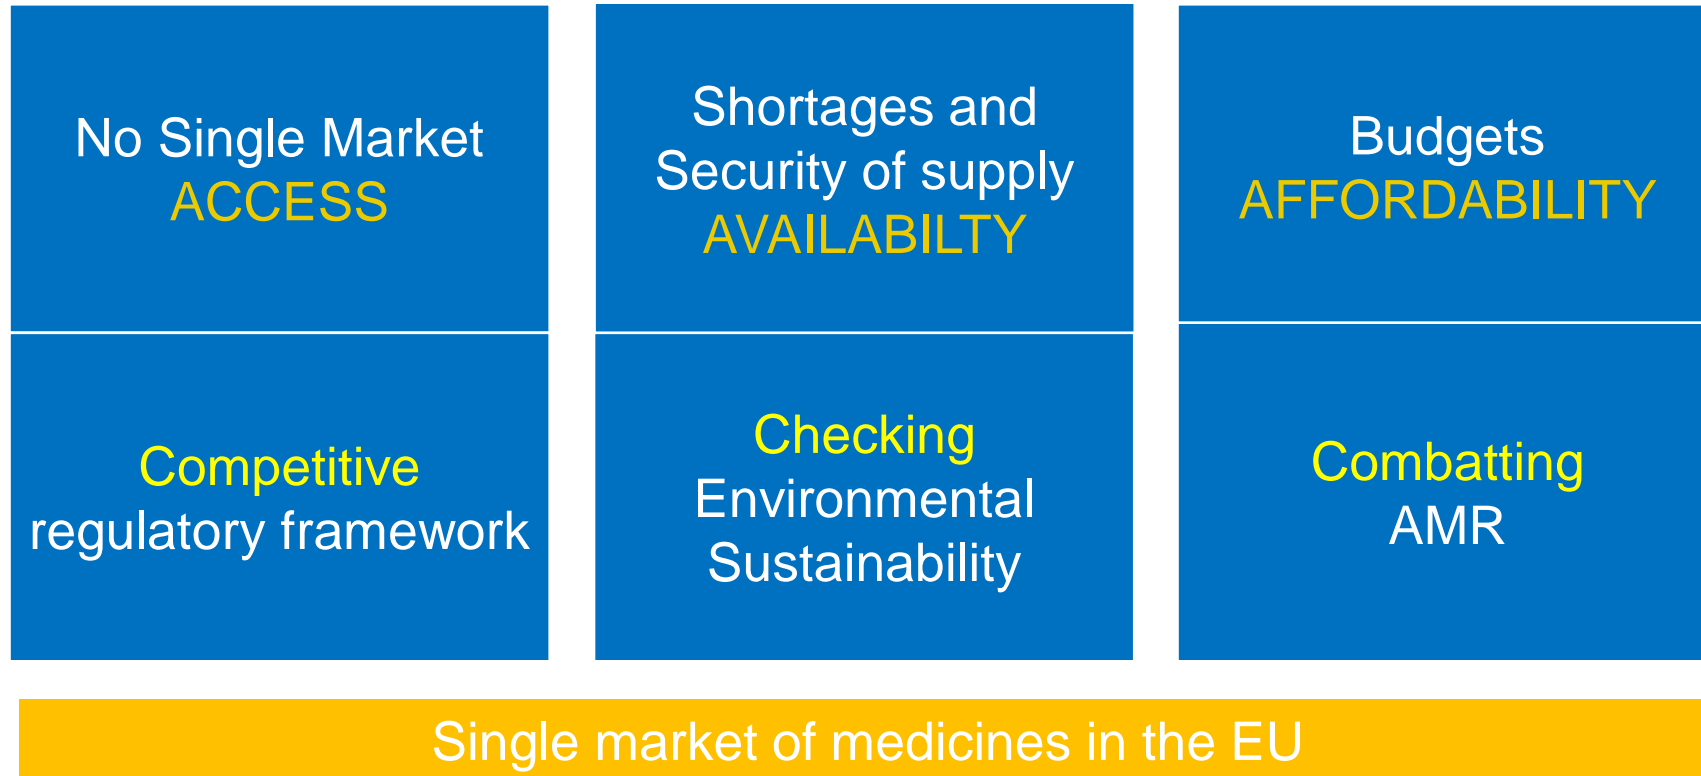 No Single Market
ACCESS
Shortages and
Security of supply
AVAILABILTY
Budgets
AFFORDABILITY
Competitive
regulatory framework
Checking
Environmental
Sustainability
Combatting
AMR
Single market of medicines in the EU